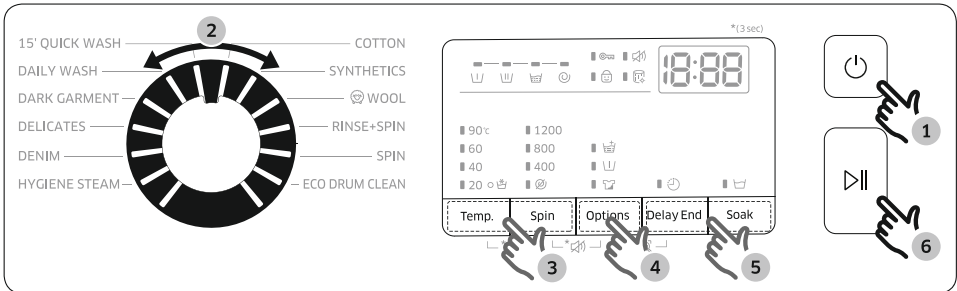 *(3 sec)
2
15' QUICK WASH
COTTON
DAILY WASH
SYNTHETICS
DARK GARMENT
WOOL
DELICATES
RINSE+SPIN
DENIM
SPIN
HYGIENE STEAM
ECO DRUM CLEAN
18:88
90℃
1200
60
800
40
400
20
Temp.
Spin
Options
Delay End
Soak
*
*
1
3
4
5
6